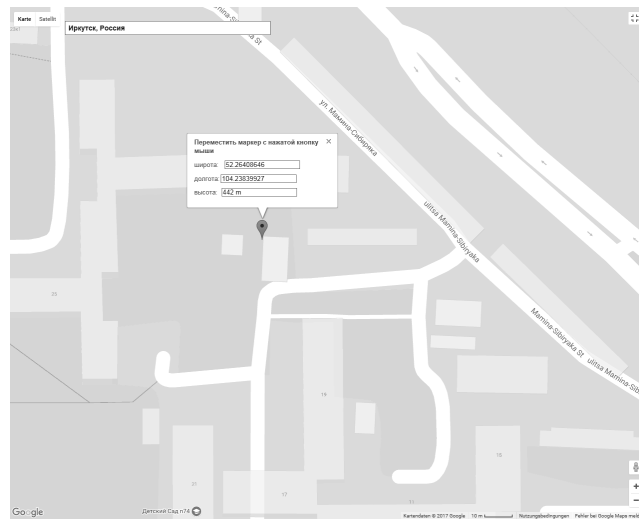 Karte Satellit
Иркутск, Россия
ул. Мамина-Сибиряка
Переместить маркер с нажатой кнопку
мыши
×
широта: 52.26408646
долгота: 104.23839927
высота: 442 m
ulitsa Mamina-Sibiryaka
25
Mamina-Sibiryaka St
ulitsa Mamina-Sib
19
15
21
17
11
Детский Сад n74
Google
Kartendaten © 2017 Google 10 m Nutzungsbedingungen Fehler bei Google Maps meld